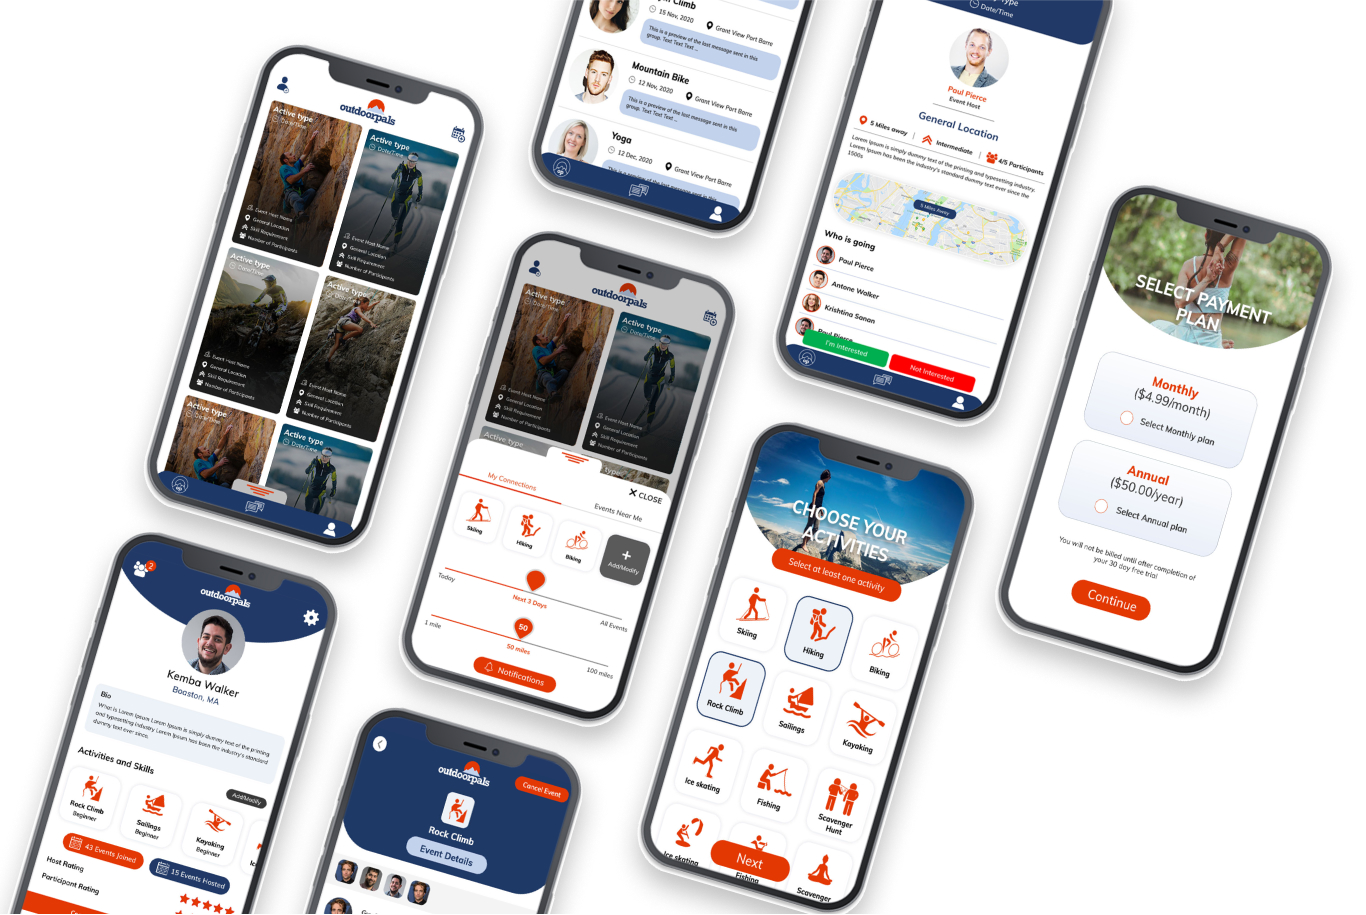 outdoorpals
Active type
Date/Time
Event Host Name
General Location
Skill Requirement
Number of Participants
Active type
Date/Time
Event Host Name
General Location
Skill Requirement
Number of Participants
Active type
Date/Time
Event Host Name
General Location
Skill Requirement
Number of Participants
Active type
Event Host Name
General Location
Skill Requirement
Number of Participants
Active type
Date/Time
Active type
Date/Time
Climb
15 Nov, 2020
Grant View Port Barre
This is a preview of the last message sent in this
group. Text Text Text ...
Mountain Bike
12 Nov, 2020
Grant View Port Barre
This is a preview of the last message sent in this
group. Text Text Text ...
Yoga
12 Dec, 2020
Grant View Port Barre
Date/Time
Paul Pierce
Event Host
General Location
5 Miles away
Intermediate
4/5 Participants
Lorem Ipsum is simply dummy text of the printing and typesetting industry.
Lorem Ipsum has been the industry's standard dummy text ever since the
1500s
5 Miles Away
Who is going
Paul Pierce
Antone Walker
Krishtina Sanan
Paul Pierce
I'm Interested
Not Interested
SELECT PAYMENT
PLAN
Monthly
($4.99/month)
Select Monthly plan
Annual
($50.00/year)
Select Annual plan
You will not be billed until after completion of
your 30 day free trial
Continue
outdoorpals
Active type
Date/Time
Event Host Name
General Location
Skill Requirement
Number of Participants
Active type
Date/Time
Event Host Name
General Location
Skill Requirement
Number of Participants
Active type
type
CLOSE
My Connections
Events Near Me
Skiing
Hiking
Biking
+
Add/Modify
Today
Next 3 Days
All Events
1 mile
50
50 miles
100 miles
Notifications
CHOOSE YOUR
ACTIVITIES
Select at least one activity
Skiing
Hiking
Biking
Rock Climb
Sailings
Kayaking
Ice skating
Fishing
Scavenger
Hunt
Ice skating
Fishing
Scavenger
Next
2
outdoorpals
Kemba Walker
Boaston, MA
Bio
What is Lorem Ipsum Lorem Ipsum is simply dummy text of the printing
and typesetting industry Lorem Ipsum has been the industry's standard
dummy text ever since.
Activities and Skills
Add/Modify
Rock Climb
Beginner
Sailings
Beginner
Kayaking
Beginner
43 Events Joined
15 Events Hosted
Host Rating
Participant Rating
outdoorpals
Cancel Event
Rock Climb
Event Details